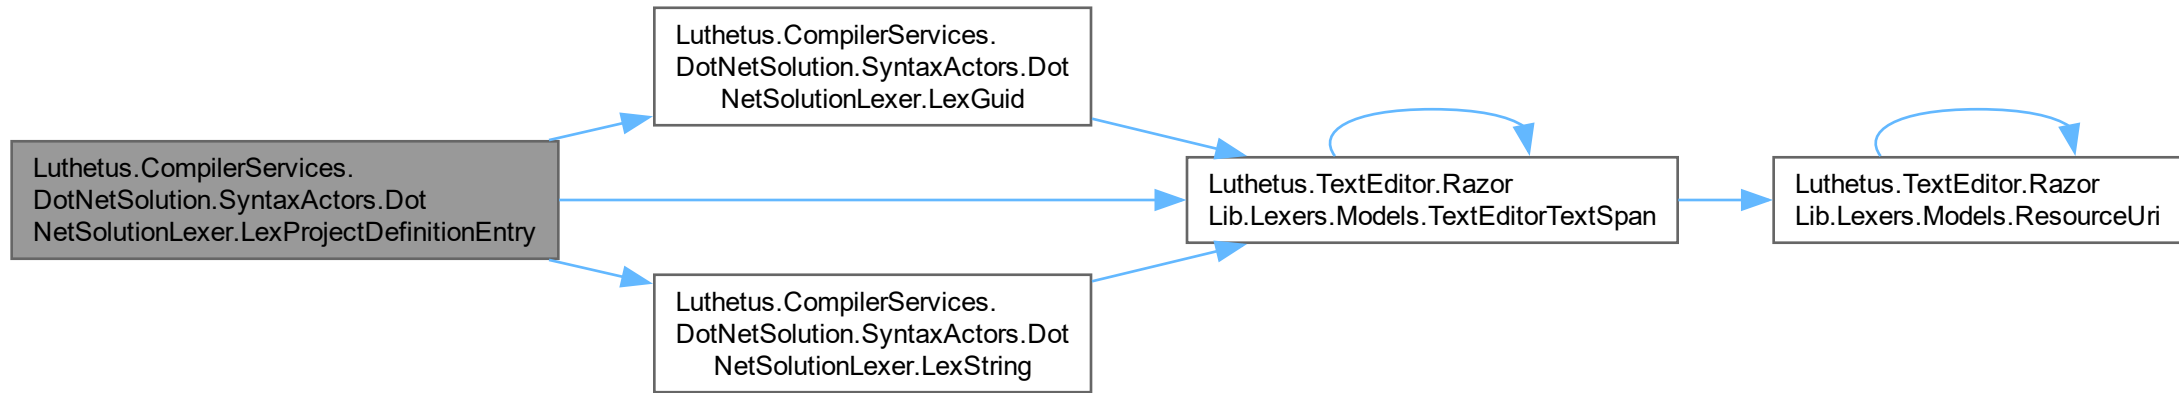 Luthetus.CompilerServices.
DotNetSolution.SyntaxActors.Dot
NetSolutionLexer.LexProjectDefinitionEntry
Luthetus.CompilerServices.
DotNetSolution.SyntaxActors.Dot
NetSolutionLexer.LexGuid
Luthetus.CompilerServices.
DotNetSolution.SyntaxActors.Dot
NetSolutionLexer.LexString
Luthetus.TextEditor.Razor
Lib.Lexers.Models.TextEditorTextSpan
Luthetus.TextEditor.Razor
Lib.Lexers.Models.ResourceUri